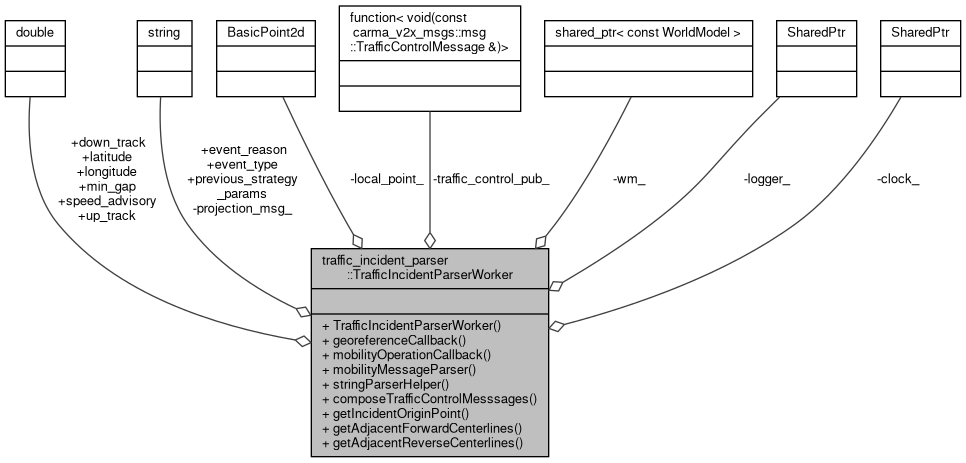 double
string
BasicPoint2d
function< void(const
carma_v2x_msgs::msg
::TrafficControlMessage &)>
shared_ptr< const WorldModel >
SharedPtr
SharedPtr
+down_track
+latitude
+longitude
+min_gap
+speed_advisory
+up_track
+event_reason
+event_type
+previous_strategy
_params
-projection_msg_
-local_point_
-traffic_control_pub_
-wm_
-logger_
-clock_
traffic_incident_parser
::TrafficIncidentParserWorker
+ TrafficIncidentParserWorker()
+ georeferenceCallback()
+ mobilityOperationCallback()
+ mobilityMessageParser()
+ stringParserHelper()
+ composeTrafficControlMesssages()
+ getIncidentOriginPoint()
+ getAdjacentForwardCenterlines()
+ getAdjacentReverseCenterlines()